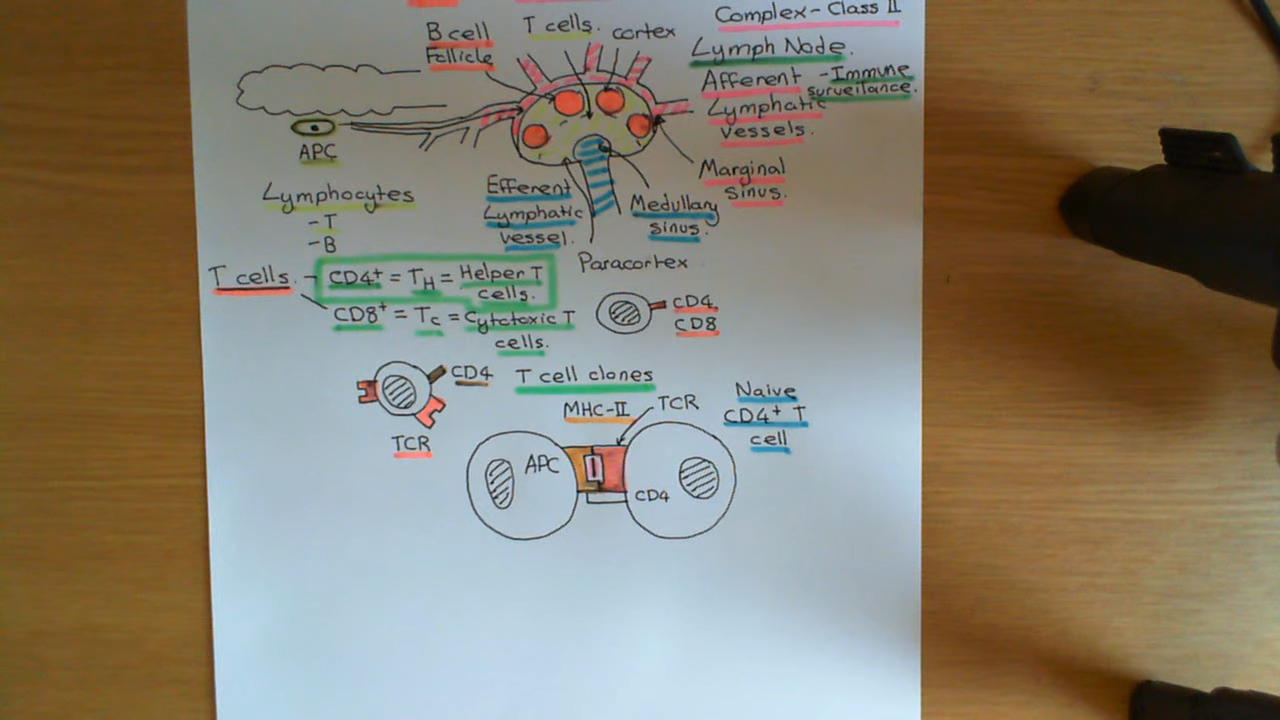 Complex - Class II
B cell
Follicle
T cells.
cortex
Lymph Node.
Afferent
Lymphatic
vessels.
- Immune
surveillance.
APC
Marginal
sinus.
Efferent
Lymphatic
vessel.
Medullary
sinus.
Paracortex
Lymphocytes
- T
- B
T cells. - CD4+ = TH = Helper T
cells.
CD8+ = Tc = Cytotoxic T
cells.
CD4
CD8
CD4
TCR
T cell clones
MHC-II
TCR
Naive
CD4+ T
cell
APC
CD4